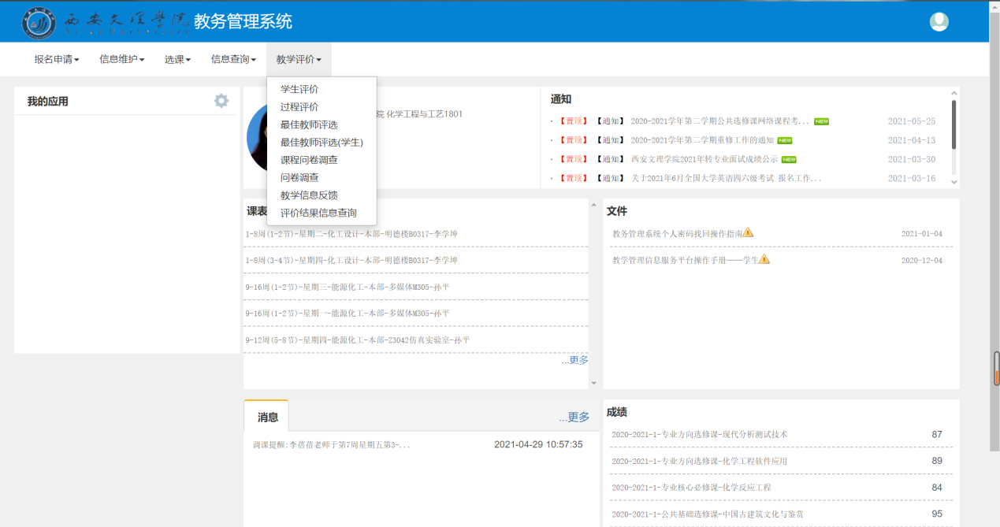 西安文理学院 教务管理系统
报名申请 信息维护 选课 信息查询 教学评价
我的应用
学生评价
过程评价
最佳教师评选
最佳教师评选(学生)
课程问卷调查
问卷调查
教学信息反馈
评价结果信息查询
院 化学工程与工艺1801
通知
· 【置顶】 【通知】 2020-2021学年第二学期公共选修课网络课程考... NEW 2021-05-25
· 【置顶】 【通知】 2020-2021学年第二学期重修工作的通知 NEW 2021-04-13
· 【置顶】 【通知】 西安文理学院2021年转专业面试成绩公示 NEW 2021-03-30
· 【置顶】 【通知】 关于2021年6月全国大学英语四六级考试 报名工作... 2021-03-16
课表
1-8周(1-2节)-星期二-化工设计-本部-明德楼B0317-李学坤
1-8周(3-4节)-星期四-化工设计-本部-明德楼B0317-李学坤
9-16周(1-2节)-星期三-能源化工-本部-多媒体M305-孙平
9-16周(1-2节)-星期一-能源化工-本部-多媒体M305-孙平
9-12周(5-8节)-星期四-能源化工-本部-Z3042仿真实验室-孙平
...更多
文件
教务管理系统个人密码找回操作指南 2021-01-04
教学管理信息服务平台操作手册——学生 2020-12-04
消息 ...更多
调课提醒:李蓓蓓老师于第7周星期五第3-... 2021-04-29 10:57:35
成绩
2020-2021-1-专业方向选修课-现代分析测试技术 87
2020-2021-1-专业方向选修课-化学工程软件应用 89
2020-2021-1-专业核心必修课-化学反应工程 84
2020-2021-1-公共基础选修课-中国古建筑文化与鉴赏 95